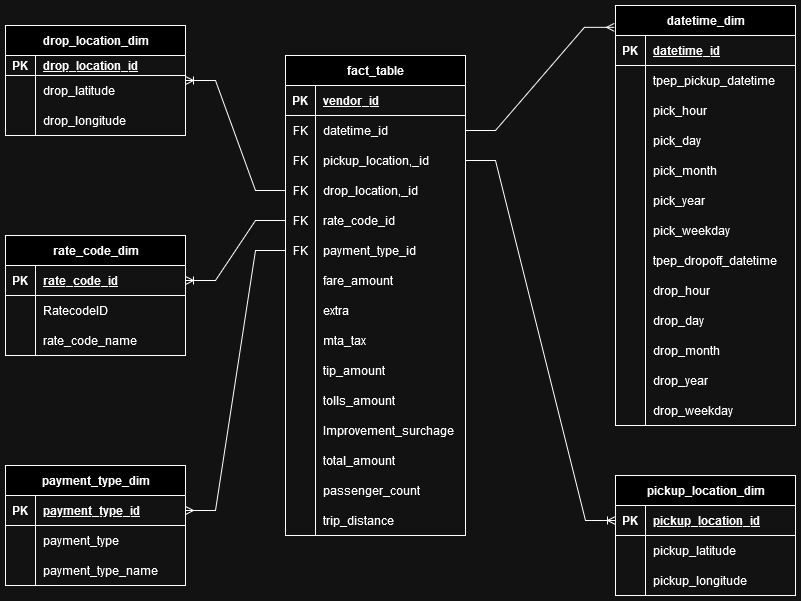 drop_location_dim
PK drop_location_id
drop_latitude
drop_longitude
rate_code_dim
PK rate_code_id
RatecodeID
rate_code_name
payment_type_dim
PK payment_type_id
payment_type
payment_type_name
fact_table
PK vendor_id
FK datetime_id
FK pickup_location,_id
FK drop_location,_id
FK rate_code_id
FK payment_type_id
fare_amount
extra
mta_tax
tip_amount
tolls_amount
Improvement_surchage
total_amount
passenger_count
trip_distance
datetime_dim
PK datetime_id
tpep_pickup_datetime
pick_hour
pick_day
pick_month
pick_year
pick_weekday
tpep_dropoff_datetime
drop_hour
drop_day
drop_month
drop_year
drop_weekday
pickup_location_dim
PK pickup_location_id
pickup_latitude
pickup_longitude